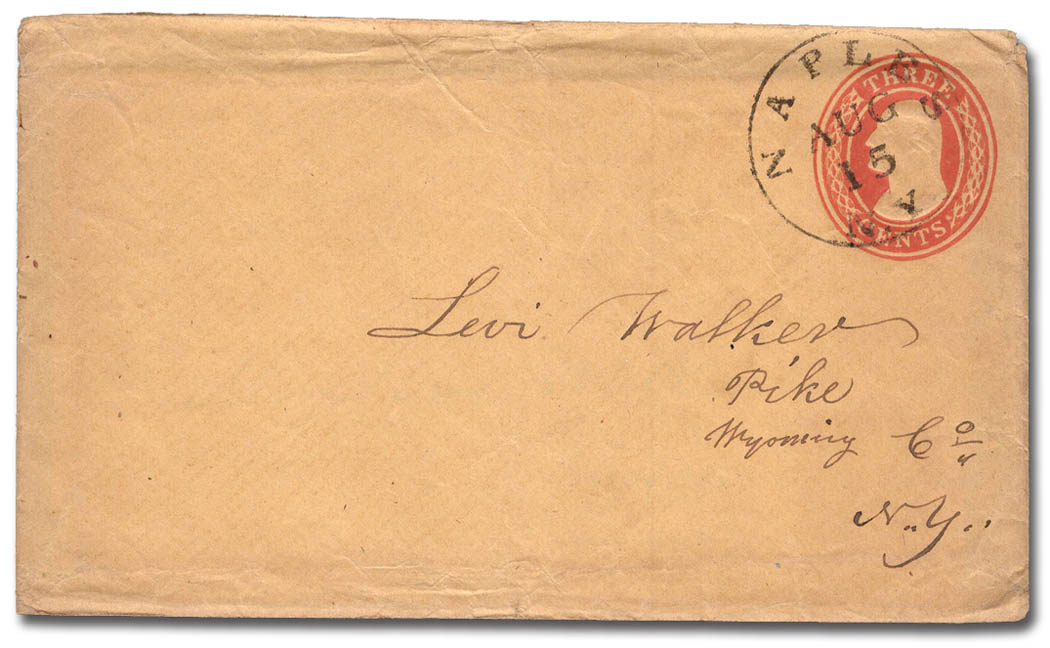 NAPLES
N.Y
AUG
15
THREE
CENTS
Levi Walker
Pike
Wyoming Co.
N.Y.